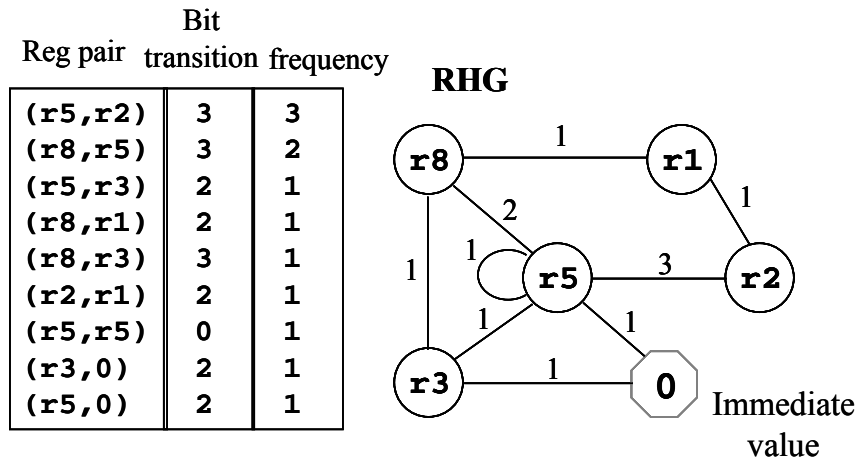 Reg pair Bit transition frequency
(r5,r2) 3 3
(r8,r5) 3 2
(r5,r3) 2 1
(r8,r1) 2 1
(r8,r3) 3 1
(r2,r1) 2 1
(r5,r5) 0 1
(r3,0) 2 1
(r5,0) 2 1
RHG
r8 1 r1
2 1
1 1 r5 3 r2
1 1
r3 1 0
Immediate
value